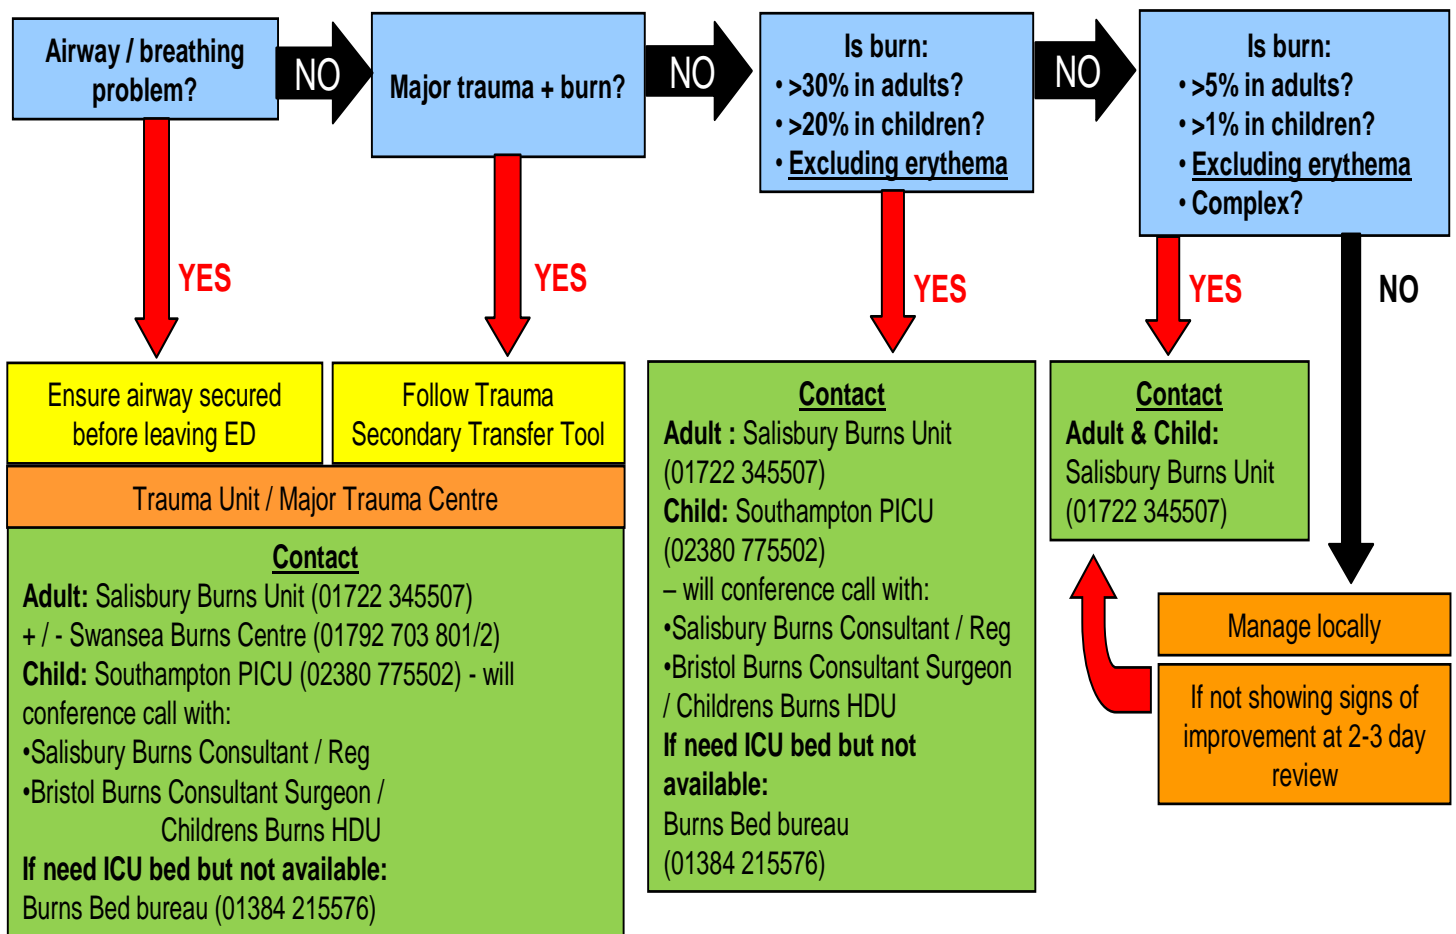 Airway / breathing
problem?
NO
Major trauma + burn?
NO
Is burn:
• >30% in adults?
• >20% in children?
• Excluding erythema
NO
Is burn:
• >5% in adults?
• >1% in children?
• Excluding erythema
• Complex?
YES
YES
YES
YES
NO
Ensure airway secured
before leaving ED
Follow Trauma
Secondary Transfer Tool
Trauma Unit / Major Trauma Centre
Contact
Adult: Salisbury Burns Unit (01722 345507)
+ / - Swansea Burns Centre (01792 703 801/2)
Child: Southampton PICU (02380 775502) - will
conference call with:
•Salisbury Burns Consultant / Reg
•Bristol Burns Consultant Surgeon /
Childrens Burns HDU
If need ICU bed but not available:
Burns Bed bureau (01384 215576)
Contact
Adult : Salisbury Burns Unit
(01722 345507)
Child: Southampton PICU
(02380 775502)
– will conference call with:
•Salisbury Burns Consultant / Reg
•Bristol Burns Consultant Surgeon
/ Childrens Burns HDU
If need ICU bed but not
available:
Burns Bed bureau
(01384 215576)
Contact
Adult & Child:
Salisbury Burns Unit
(01722 345507)
Manage locally
If not showing signs of
improvement at 2-3 day
review